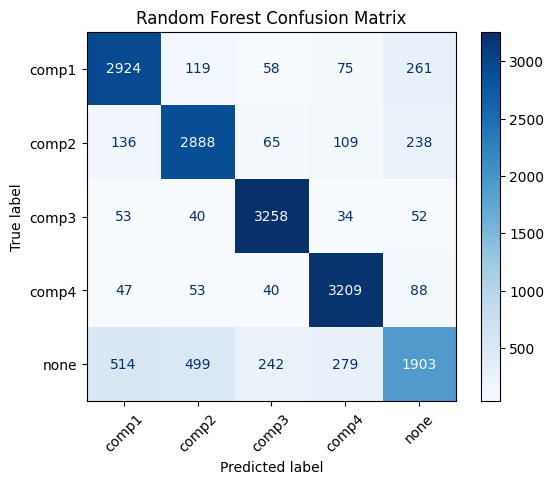 Random Forest Confusion Matrix
True label
comp1 2924 119 58 75 261
comp2 136 2888 65 109 238
comp3 53 40 3258 34 52
comp4 47 53 40 3209 88
none 514 499 242 279 1903
comp1 comp2 comp3 comp4 none
Predicted label
3000
2500
2000
1500
1000
500